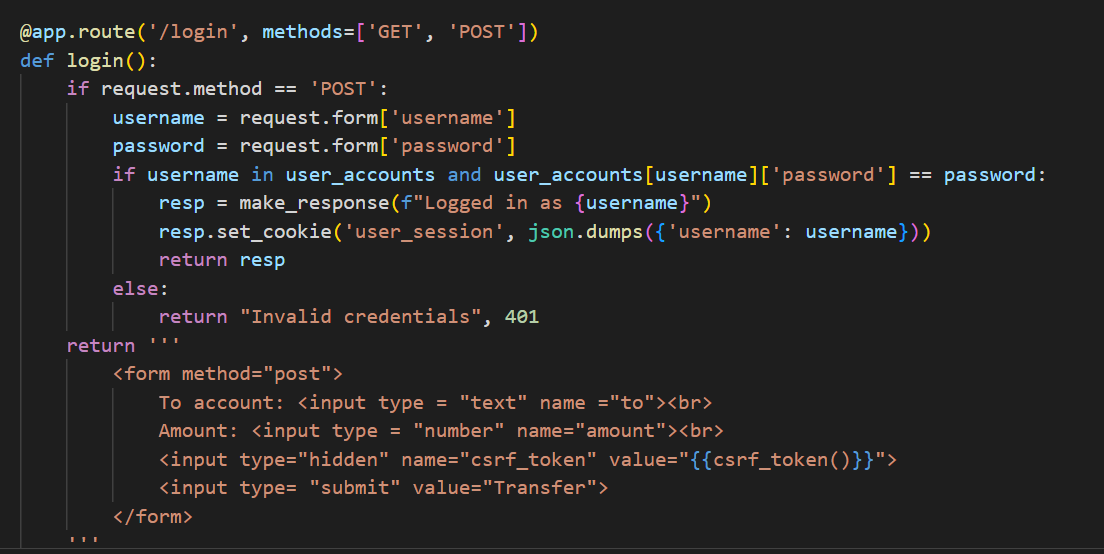 @app.route('/login', methods=['GET', 'POST'])
def login():
    if request.method == 'POST':
        username = request.form['username']
        password = request.form['password']
        if username in user_accounts and user_accounts[username]['password'] == password:
            resp = make_response(f"Logged in as {username}")
            resp.set_cookie('user_session', json.dumps({'username': username}))
            return resp
        else:
            return "Invalid credentials", 401
    return '''
        <form method="post">
            To account: <input type = "text" name ="to"><br>
            Amount: <input type = "number" name="amount"><br>
            <input type="hidden" name="csrf_token" value="{{csrf_token()}}">
            <input type= "submit" value="Transfer">
        </form>
    '''